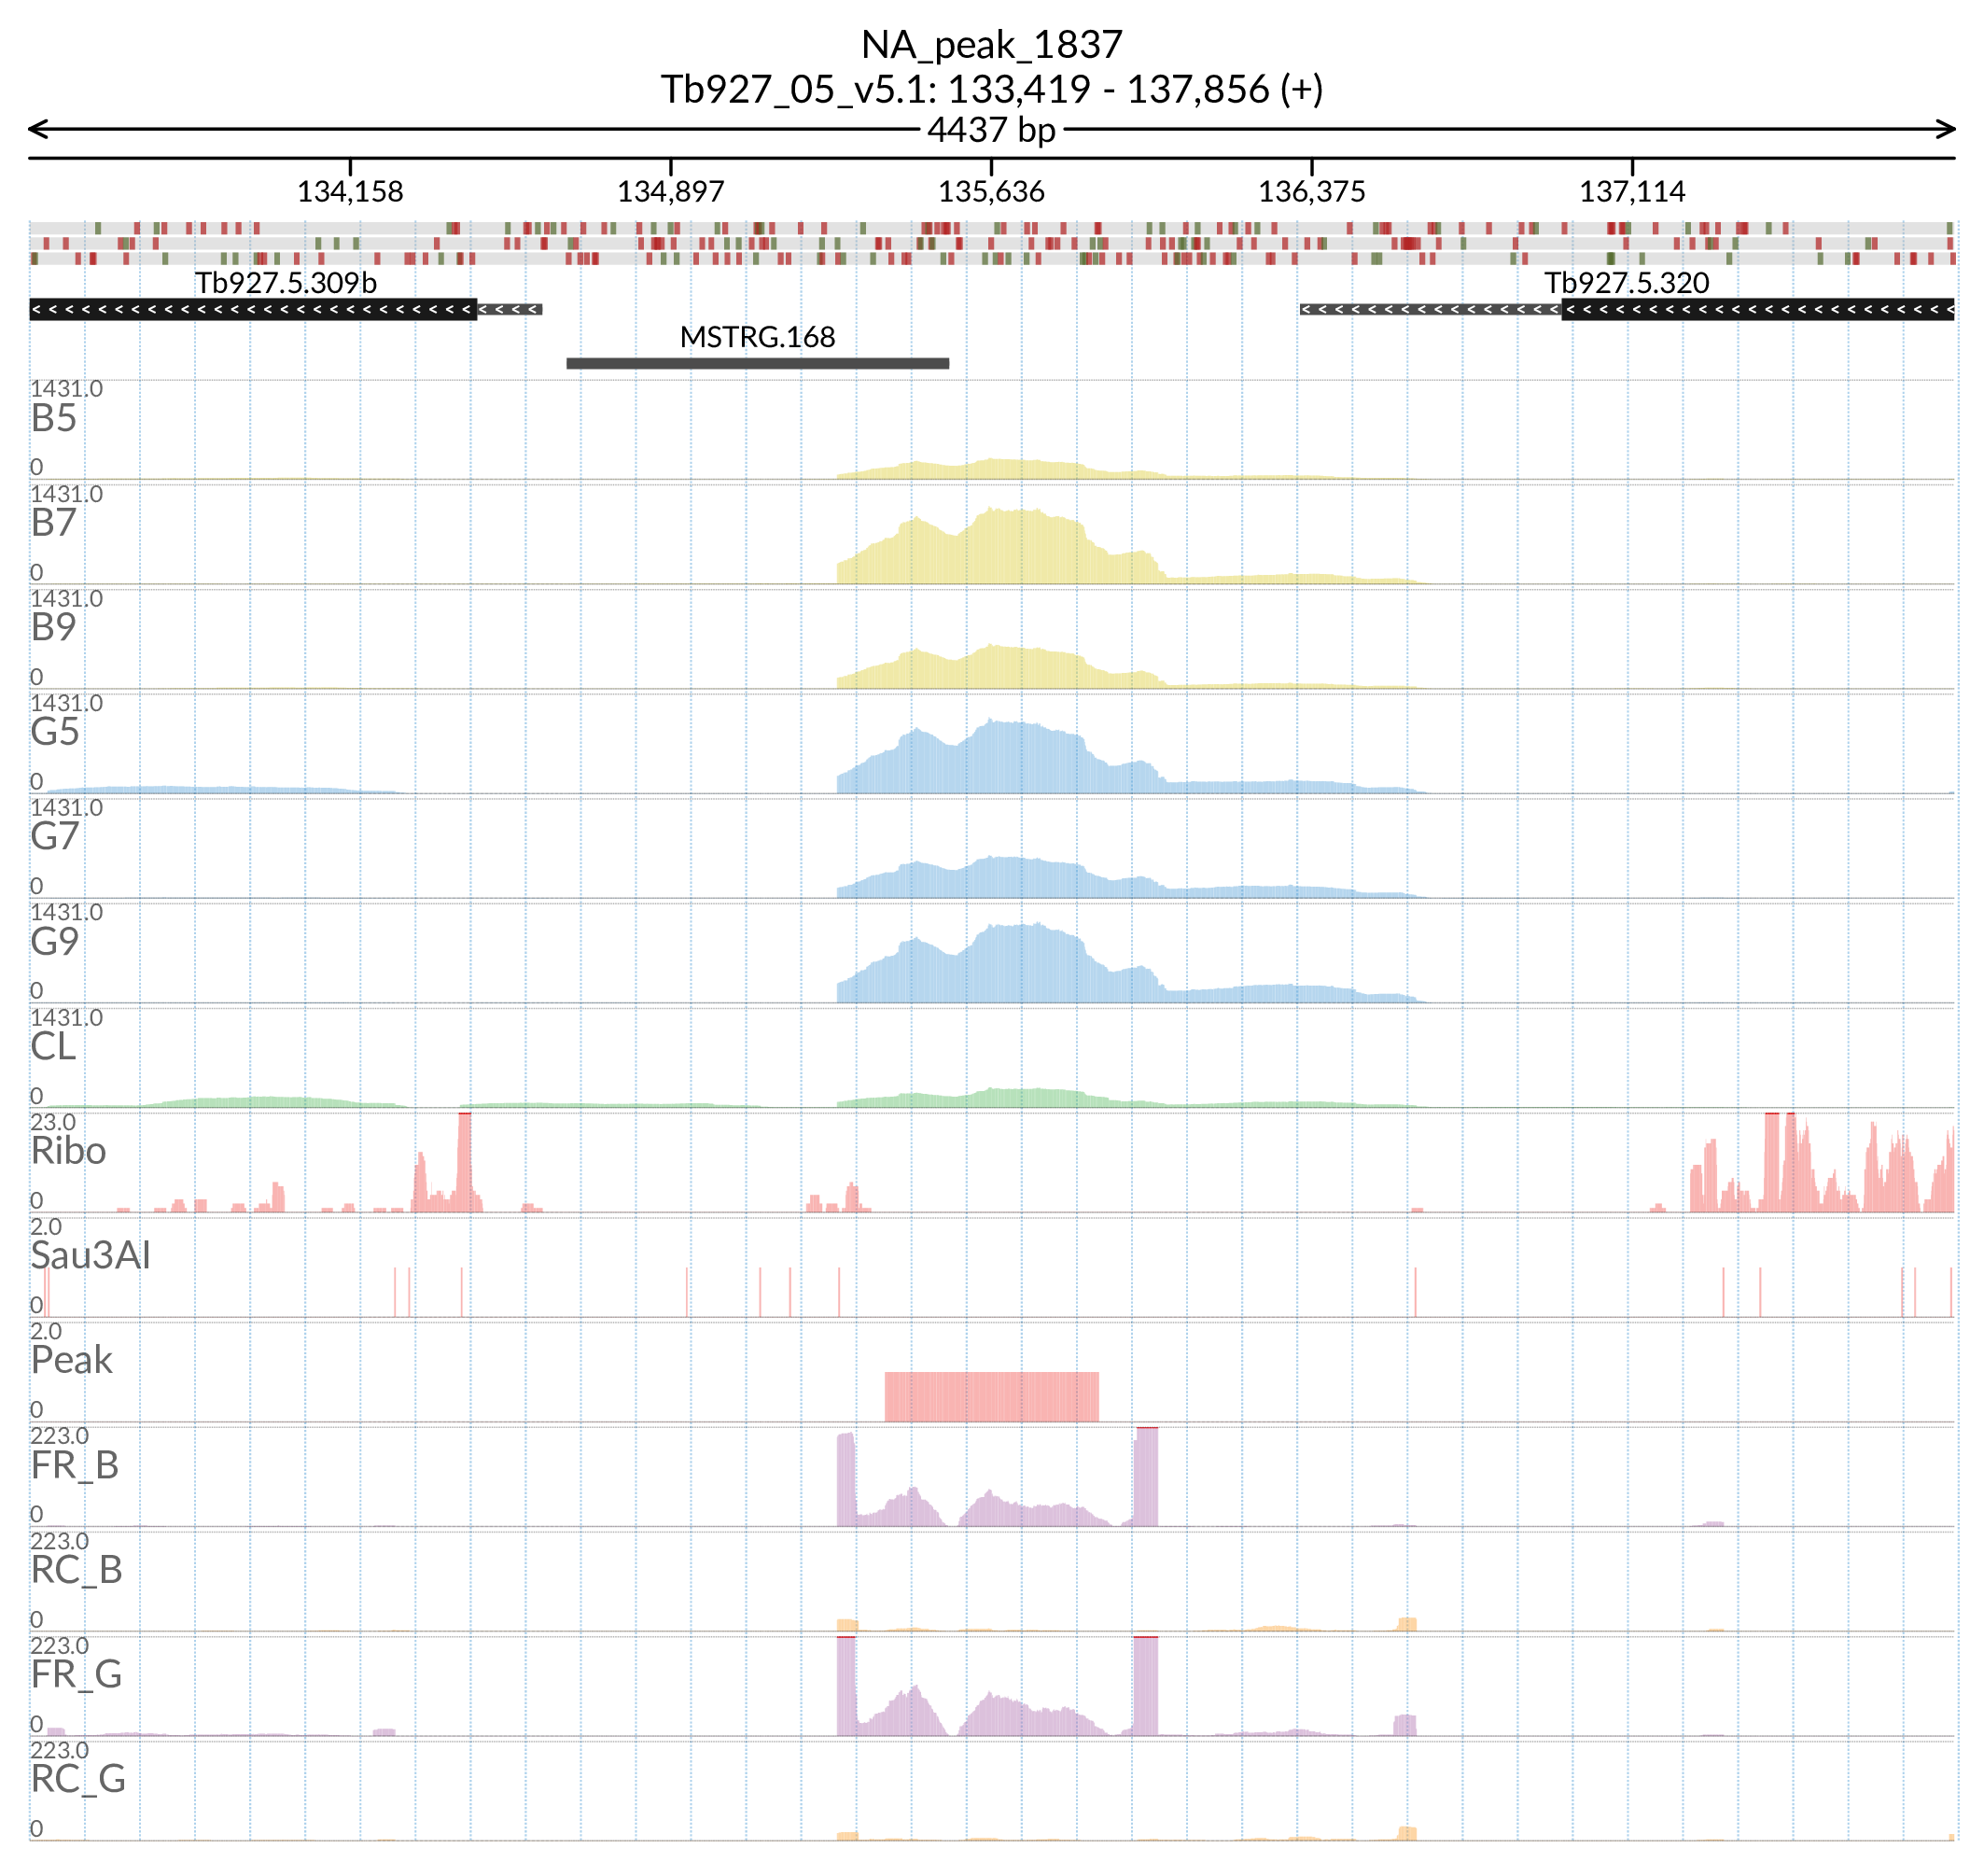 NA_peak_1837
Tb927_05_v5.1: 133,419 - 137,856 (+)
4437 bp
134,158 134,897 135,636 136,375 137,114
Tb927.5.309b Tb927.5.320
MSTRG.168
1431.0
B5
0
1431.0
B7
0
1431.0
B9
0
1431.0
G5
0
1431.0
G7
0
1431.0
G9
0
1431.0
CL
0
23.0
Ribo
0
2.0
Sau3AI
0
2.0
Peak
0
223.0
FR_B
0
223.0
RC_B
0
223.0
FR_G
0
223.0
RC_G
0